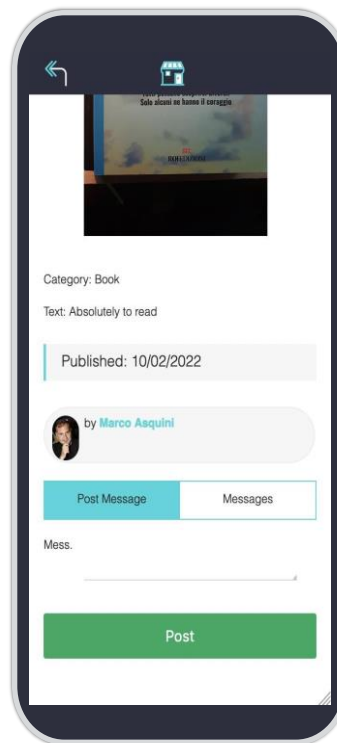 Solo alcuni ne hanno il coraggio
Category: Book
Text: Absolutely to read
Published: 10/02/2022
by Marco Asquini
Post Message
Messages
Mess.
Post